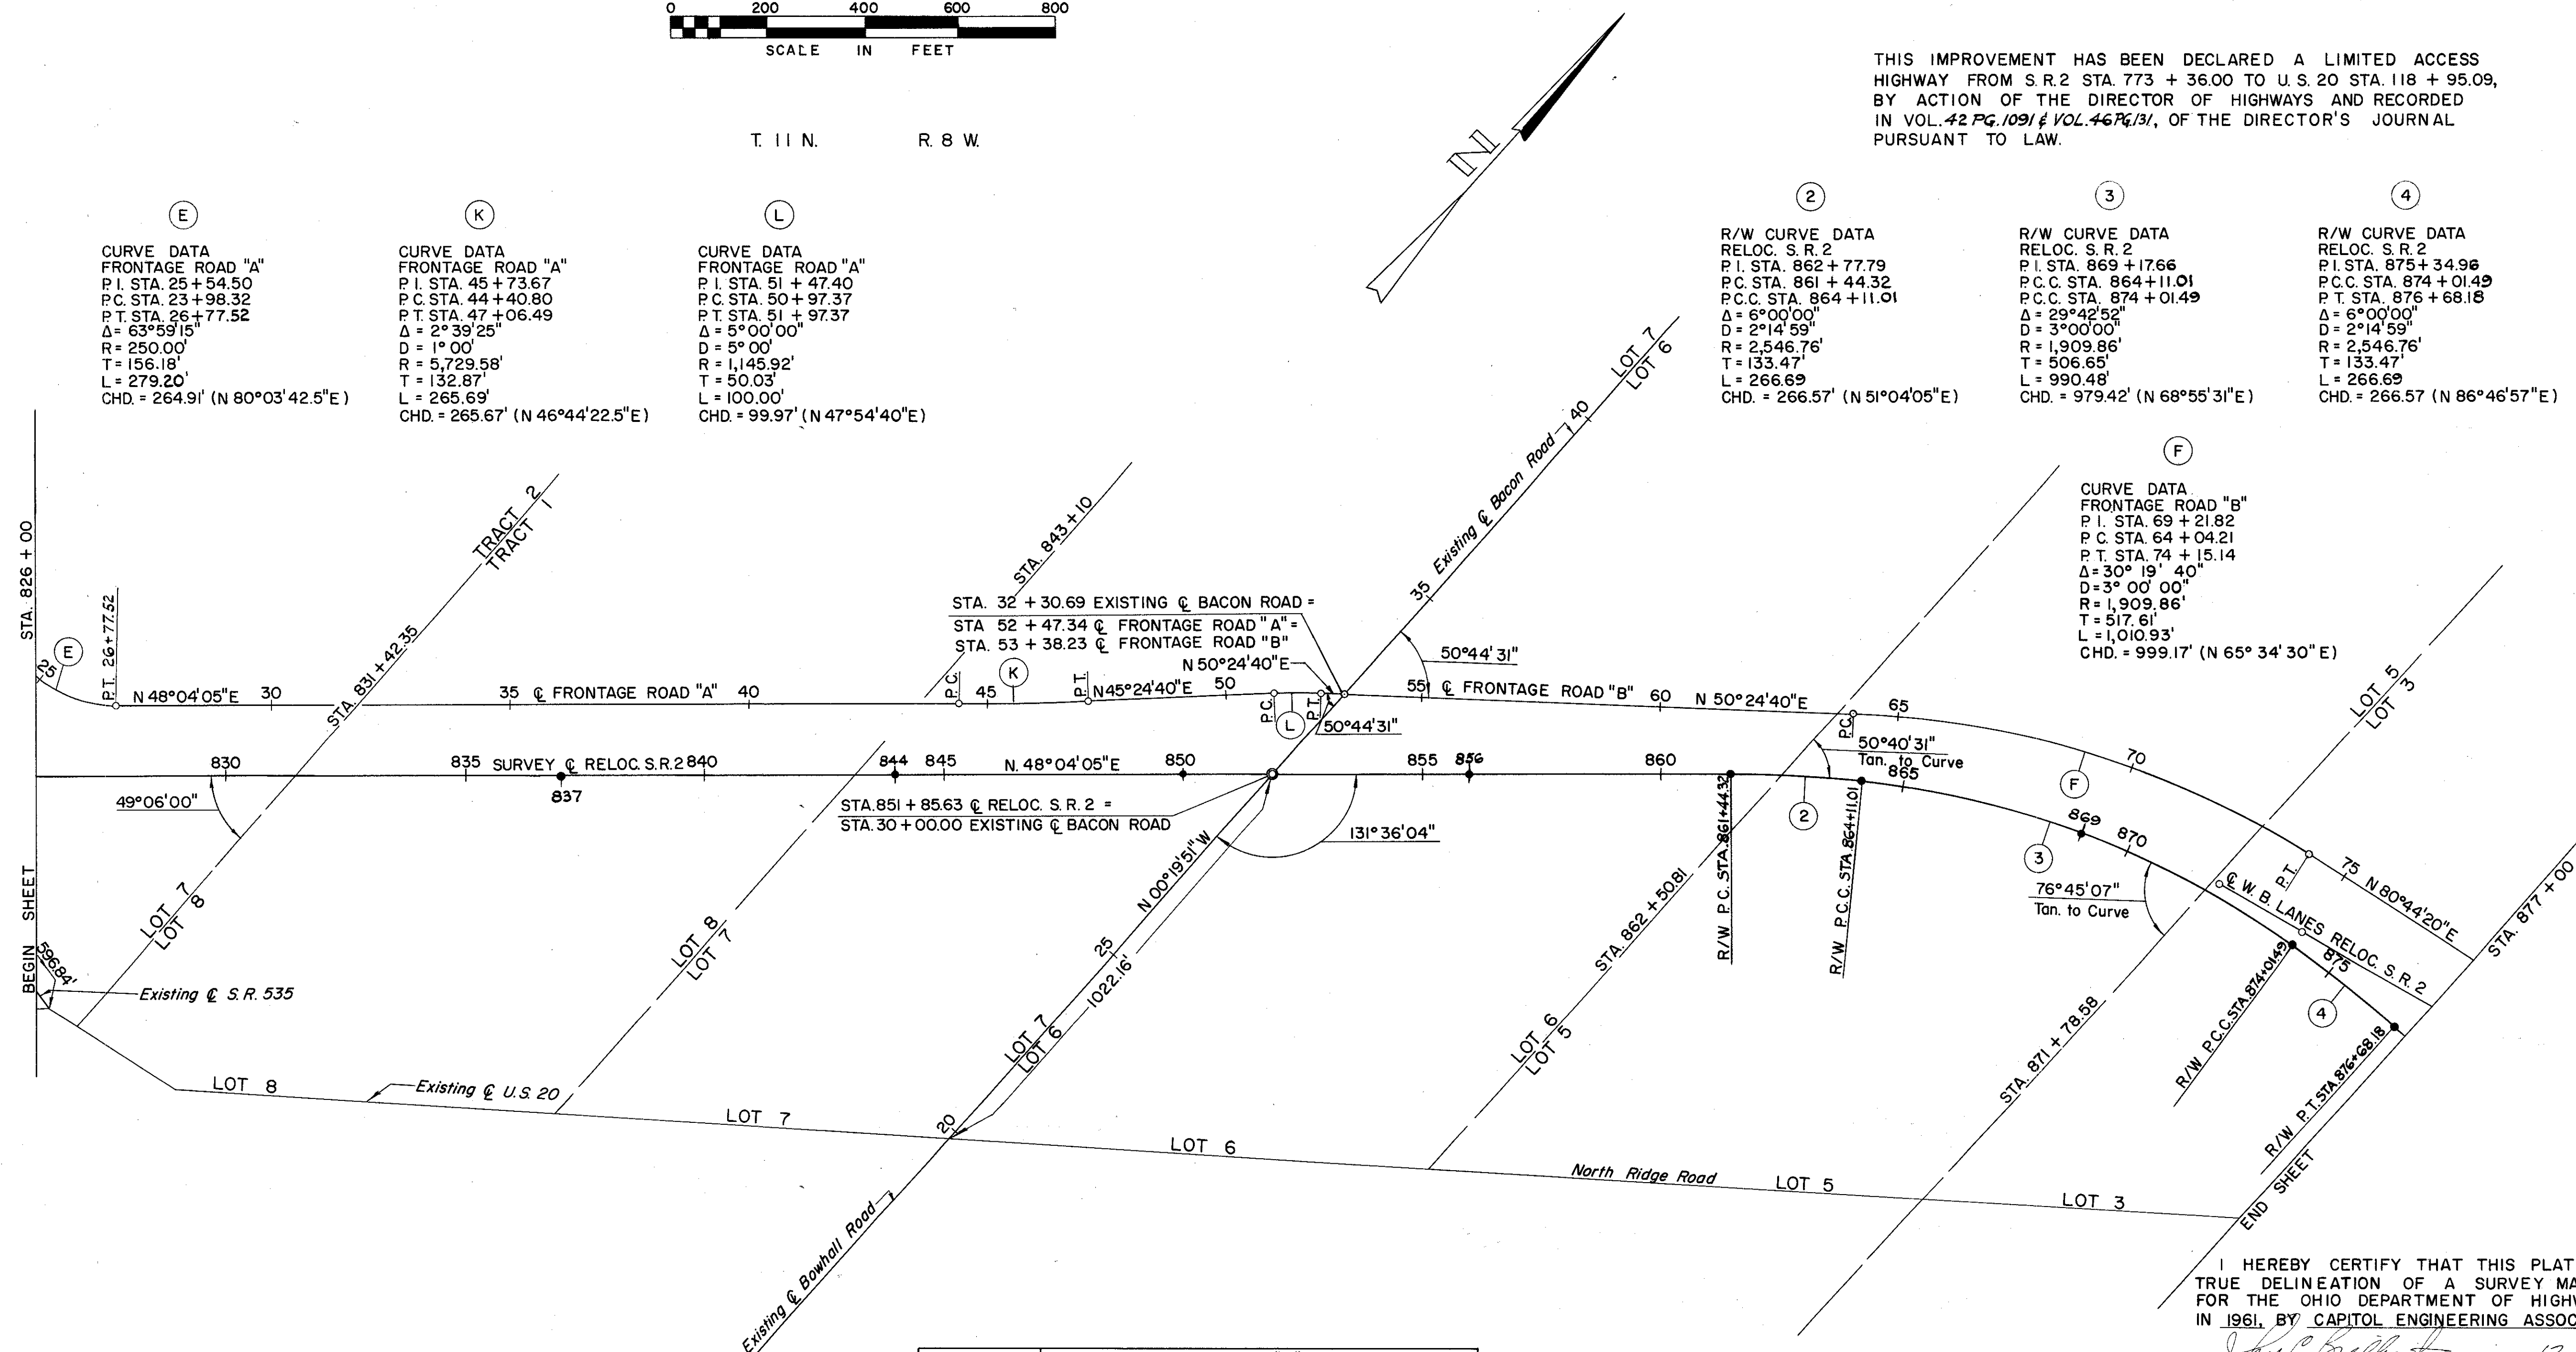 0 200 400 600 800
SCALE IN FEET
T. 11 N. R. 8 W.
N
THIS IMPROVEMENT HAS BEEN DECLARED A LIMITED ACCESS
HIGHWAY FROM S.R.2 STA. 773 + 36.00 TO U.S. 20 STA. 118 + 95.09,
BY ACTION OF THE DIRECTOR OF HIGHWAYS AND RECORDED
IN VOL. 42 PG. 1091 & VOL. 46 PG. 131, OF THE DIRECTOR'S JOURNAL
PURSUANT TO LAW.
E
CURVE DATA
FRONTAGE ROAD "A"
P.I. STA. 25+54.50
P.C. STA. 23+98.32
P.T. STA. 26+77.52
Δ= 63°59'15"
R= 250.00'
T= 156.18'
L= 279.20'
CHD. = 264.91' (N 80°03'42.5"E)
K
CURVE DATA
FRONTAGE ROAD "A"
P.I. STA. 45+73.67
P.C. STA. 44+40.80
P.T. STA. 47+06.49
Δ = 2°39'25"
D = 1° 00'
R = 5,729.58'
T = 132.87'
L = 265.69'
CHD. = 265.67' (N 46°44'22.5"E)
L
CURVE DATA
FRONTAGE ROAD "A"
P.I. STA. 51 + 47.40
P.C. STA. 50+97.37
P.T. STA. 51 +97.37
Δ = 5°00'00"
D = 5° 00'
R = 1,145.92'
T = 50.03'
L = 100.00'
CHD. = 99.97' (N 47°54'40"E)
2
R/W CURVE DATA
RELOC. S.R. 2
P.I. STA. 862+77.79
P.C. STA. 861 + 44.32
P.C.C. STA. 864+11.01
Δ = 6°00'00"
D = 2°14'59"
R = 2,546.76'
T = 133.47'
L = 266.69
CHD. = 266.57' (N 51°04'05"E)
3
R/W CURVE DATA
RELOC. S.R. 2
P.I. STA. 869 +17.66
P.C.C. STA. 864+11.01
P.C.C. STA. 874 +01.49
Δ = 29°42'52"
D = 3°00'00"
R = 1,909.86'
T = 506.65'
L = 990.48'
CHD. = 979.42' (N 68°55'31"E)
4
R/W CURVE DATA
RELOC. S.R. 2
P.I. STA. 875+34.96
P.C.C. STA. 874 +01.49
P.T. STA. 876 +68.18
Δ = 6°00'00"
D = 2°14'59"
R = 2,546.76'
T = 133.47'
L = 266.69
CHD. = 266.57 (N 86°46'57"E)
F
CURVE DATA
FRONTAGE ROAD "B"
P.I. STA. 69 +21.82
P.C. STA. 64 +04.21
P.T. STA. 74 +15.14
Δ= 30° 19' 40"
D= 3° 00' 00"
R= 1,909.86'
T= 517.61'
L = 1,010.93'
CHD. = 999.17' (N 65° 34' 30"E)
LOT 7
LOT 6
40
Existing ℄ Bacon Road
35
TRACT 2
TRACT 1
STA. 826 + 00
STA. 843 +10
STA. 831 + 42.35
STA. 32 + 30.69 EXISTING ℄ BACON ROAD =
STA 52 +47.34 ℄ FRONTAGE ROAD "A"=
STA. 53 +38.23 ℄ FRONTAGE ROAD "B"
N 50°24'40"E
50°44'31"
25
E
P.T. 26+77.52
N 48°04'05"E
30
35
℄ FRONTAGE ROAD "A"
40
P.C.
45
K
P.T.
N45°24'40"E
50
P.C.
L
P.T.
50°44'31"
55
℄ FRONTAGE ROAD "B"
60
N 50°24'40"E
P.C.
65
70
F
LOT 5
LOT 3
P.T.
75
N 80°44'20"E
STA. 877 + 00
830
49°06'00"
835
SURVEY ℄ RELOC. S.R. 2
837
840
844
845
N. 48°04'05"E
850
855
856
860
50°40'31"
Tan. to Curve
865
869
870
STA.851 + 85.63 ℄ RELOC. S.R. 2 =
STA. 30 +00.00 EXISTING ℄ BACON ROAD
131°36'04"
R/W P.C. STA. 861+44.32
2
R/W P.C.C. STA. 864+11.01
3
76°45'07"
Tan. to Curve
℄ W. B. LANES RELOC. S.R. 2
BEGIN SHEET
596.84'
Existing ℄ S.R. 535
LOT 7
LOT 8
LOT 8
LOT 7
N 00°19'51"W
25
1022.16'
LOT 7
LOT 6
STA. 862 + 50.81
LOT 6
LOT 5
STA. 871 + 78.58
R/W P.C.C. STA. 874+01.49
875
4
R/W P.T. STA. 876+68.18
END SHEET
LOT 8
Existing ℄ U.S. 20
LOT 7
20
LOT 6
North Ridge Road
LOT 5
LOT 3
Existing ℄ Bowhall Road
I HEREBY CERTIFY THAT THIS PLAT
TRUE DELINEATION OF A SURVEY MA
FOR THE OHIO DEPARTMENT OF HIGHW
IN 1961, BY CAPITOL ENGINEERING ASSOC